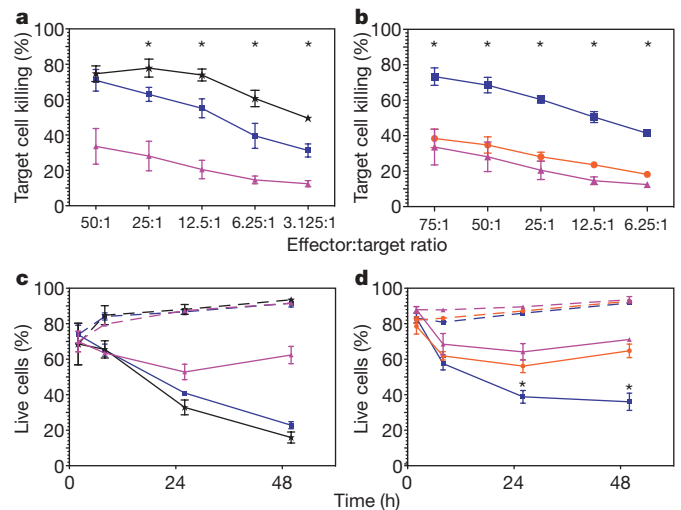 a
b
Target cell killing (%)
100
80
60
40
20
0
* * * *
50:1 25:1 12.5:1 6.25:1 3.125:1
Target cell killing (%)
100
80
60
40
20
0
* * * * *
75:1 50:1 25:1 12.5:1 6.25:1
Effector:target ratio
c
d
Live cells (%)
100
80
60
40
20
0
0 24 48
Live cells (%)
100
80
60
40
20
0
* *
0 24 48
Time (h)